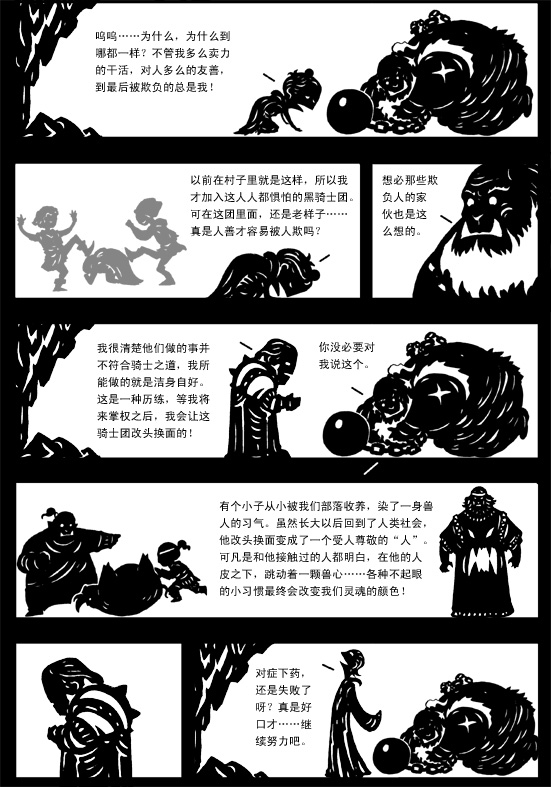 呜呜……为什么，为什么到
哪都一样？不管我多么卖力
的干活，对人多么的友善，
到最后被欺负的总是我！
以前在村子里就是这样，所以我
才加入这人人都惧怕的黑骑士团。
可在这团里面，还是老样子……
真是人善才容易被人欺吗？
想必那些欺
负人的家
伙也是这
么想的。
我很清楚他们做的事并
不符合骑士之道，我所
能做的就是洁身自好。
这是一种历练，等我将
来掌权之后，我会让这
骑士团改头换面的！
你没必要对
我说这个。
有个小子从小被我们部落收养，染了一身兽
人的习气。虽然长大以后回到了人类社会，
他改头换面变成了一个受人尊敬的“人”。
可凡是和他接触过的人都明白，在他的人
皮之下，跳动着一颗兽心……各种不起眼
的小习惯最终会改变我们灵魂的颜色！
对症下药，
还是失败了
呀？真是好
口才……继
续努力吧。